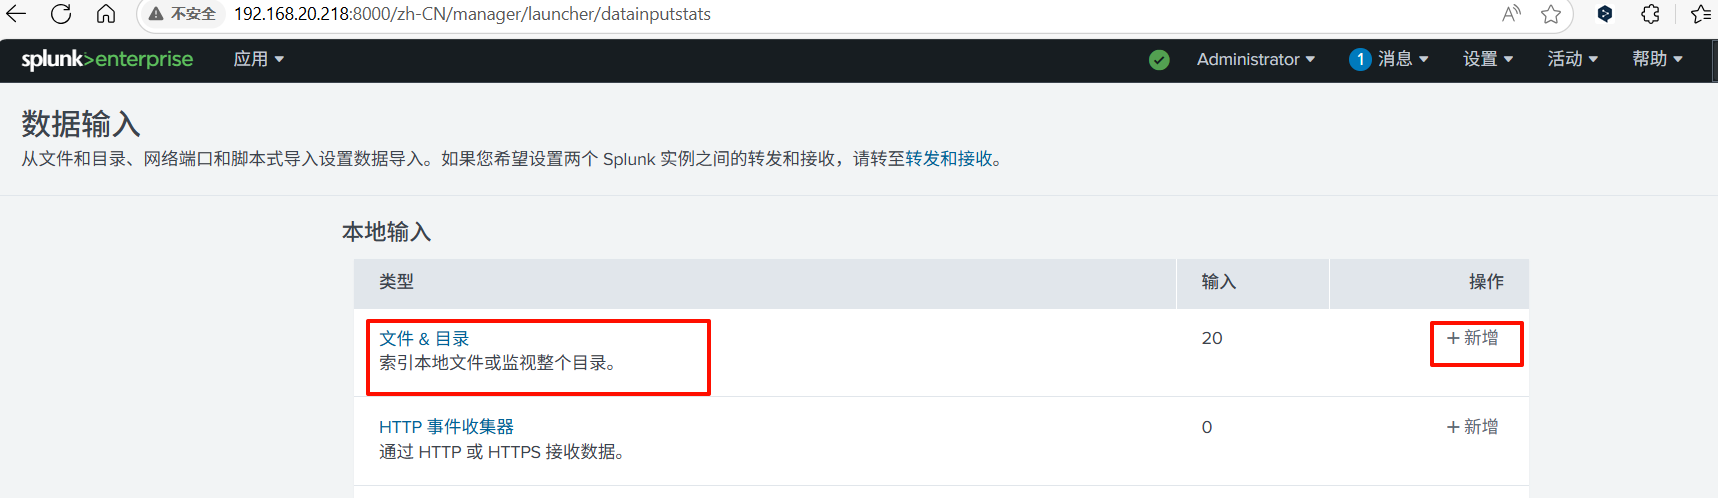 不安全 192.168.20.218:8000/zh-CN/manager/launcher/datainputstats
splunk>enterprise 应用 Administrator 1 消息 设置 活动 帮助
数据输入
从文件和目录、网络端口和脚本式导入设置数据导入。如果您希望设置两个 Splunk 实例之间的转发和接收，请转至转发和接收。
本地输入
类型 输入 操作
文件 & 目录 20 +新增
索引本地文件或监视整个目录。
HTTP 事件收集器 0 +新增
通过 HTTP 或 HTTPS 接收数据。